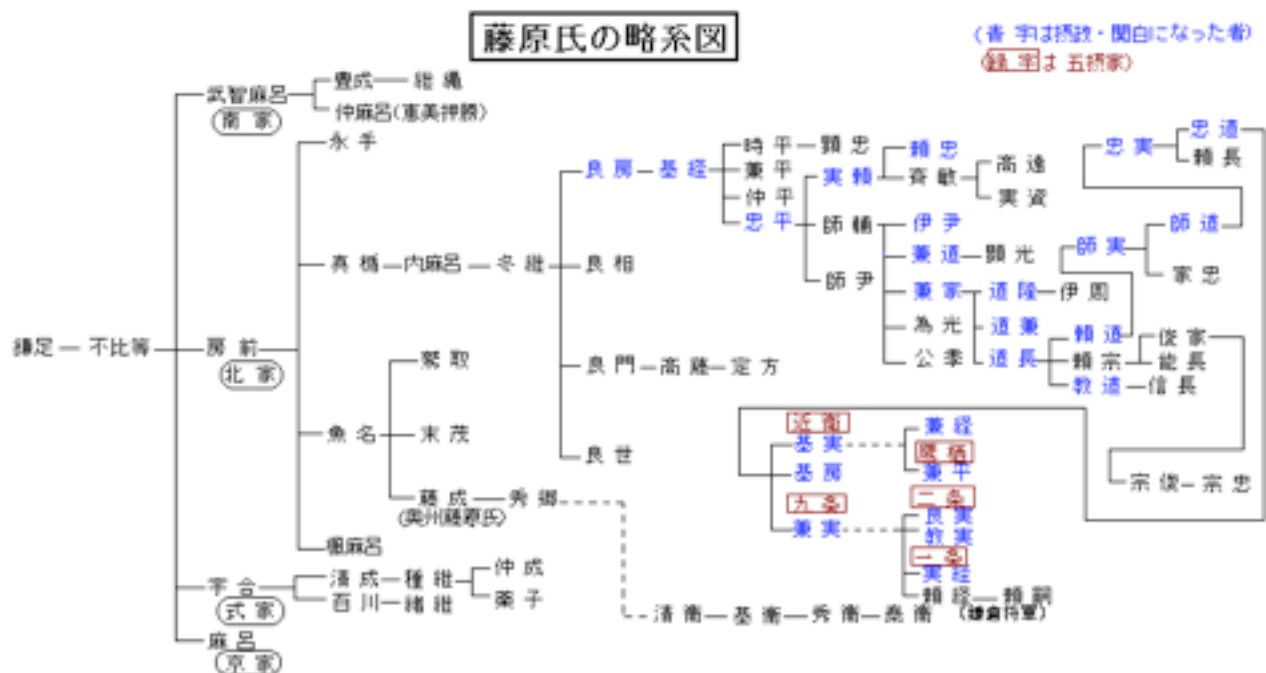 藤原氏の略系図
(青字は摂政・関白になった者)
(緑字は五摂家)
武智麻呂 豊成 継縄
南家 仲麻呂(恵美押勝)
永手
良房 基経 時平 顕忠 頼忠 忠実 忠通
兼平 実頼 斉敏 高遠 頼長
仲平 実資
忠平 師輔 伊尹 師実 師通
真楯 内麻呂 冬継 良相 師尹 兼通 顕光 家忠
兼家 道隆 伊周
為光 道兼 頼通 俊家
鎌足 不比等 房前 鷲取 良門 高藤 定方 公季 道長 頼宗 能長
北家 教通 信長
近衛
魚名 末茂 基実 兼経
鷹栖
良世 基房 兼平 宗俊 宗忠
藤成 秀郷 九条 二条
(奥州藤原氏) 兼実 良実
教実
楓麻呂 一条
宇合 清成 種継 仲成 実経
式家 百川 緒継 薬子 頼経 頼嗣
清衡 基衡 秀衡 泰衡 (鎌倉将軍)
麻呂
京家